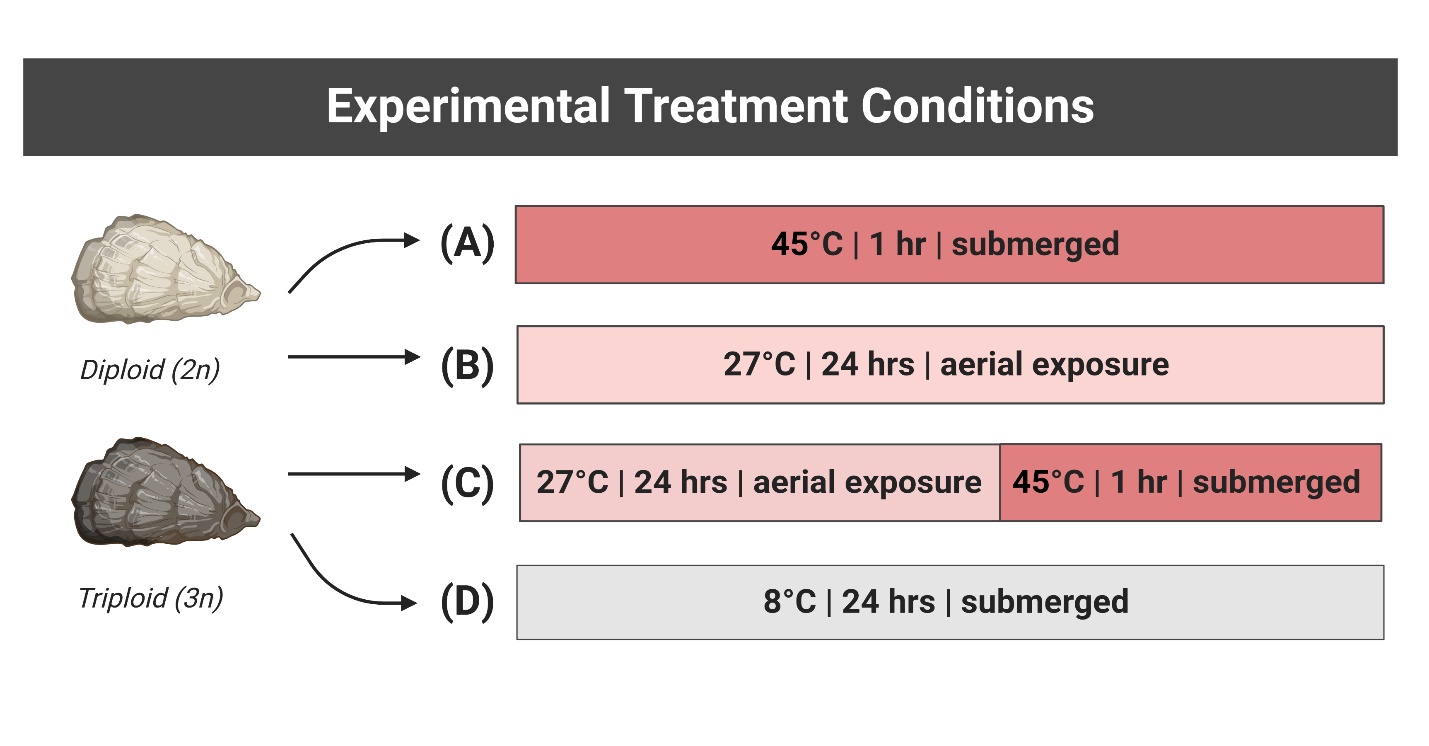 Experimental Treatment Conditions
(A) 45°C | 1 hr | submerged
Diploid (2n)
(B) 27°C | 24 hrs | aerial exposure
(C) 27°C | 24 hrs | aerial exposure 45°C | 1 hr | submerged
Triploid (3n)
(D) 8°C | 24 hrs | submerged